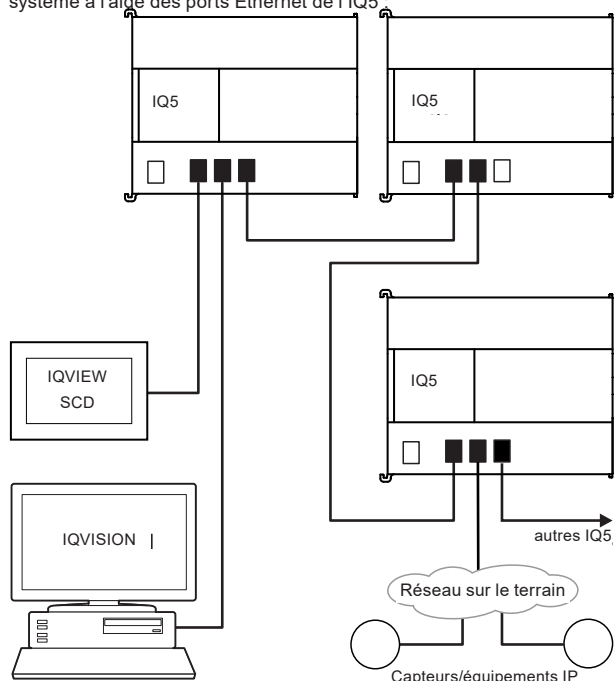 système à l'aide des ports Ethernet de l'IQ5 :
IQ5
IQ5
IQVIEW
SCD
IQ5
IQVISION
autres IQ5
Réseau sur le terrain
Capteurs/équipements IP